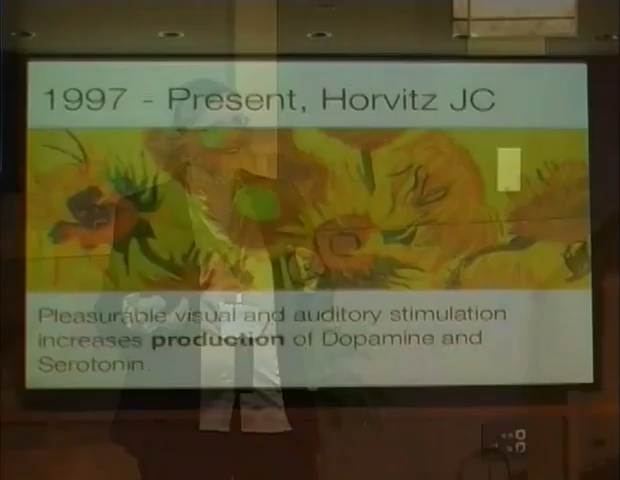 1997 - Present, Horvitz JC
Pleasurable visual and auditory stimulation
increases production of Dopamine and
Serotonin.